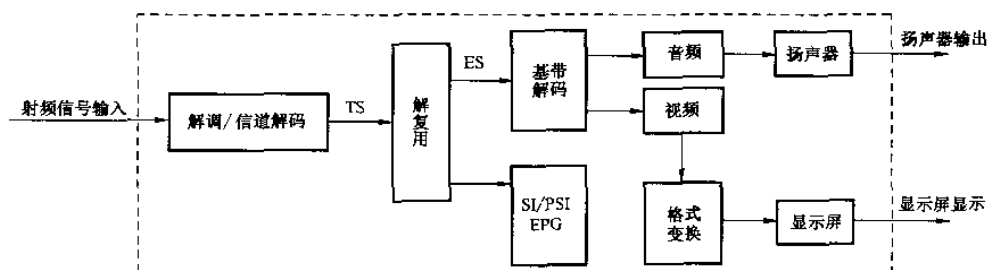 射频信号输入
解调/信道解码
TS
解复用
ES
基带
解码
音频
扬声器
扬声器输出
视频
SI/PSI
EPG
格式
变换
显示屏
显示屏显示